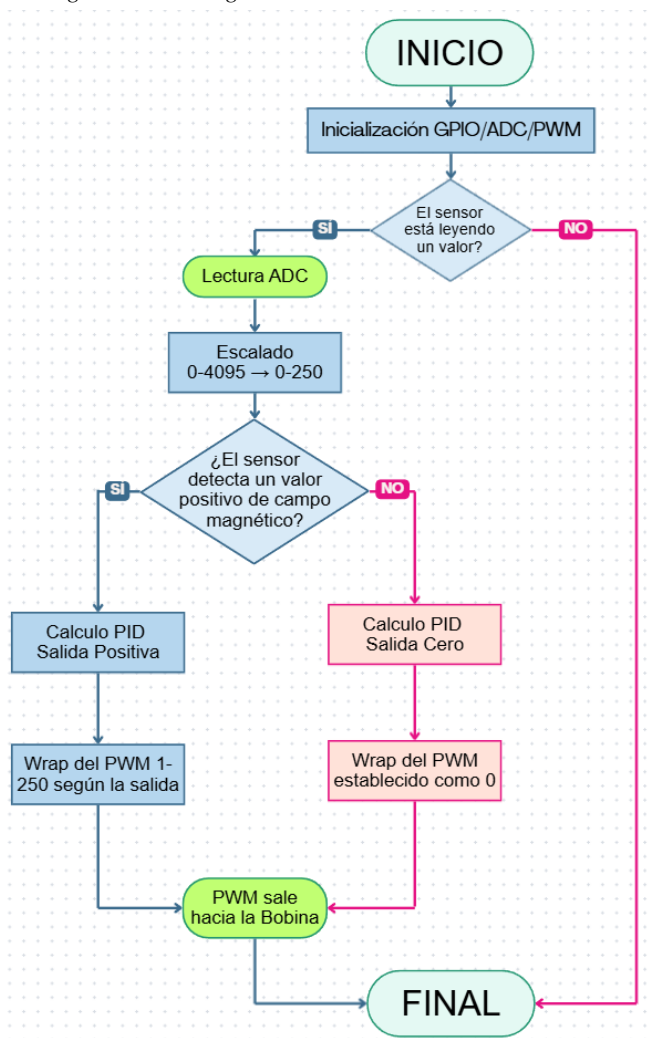 INICIO
Inicialización GPIO/ADC/PWM
El sensor
está leyendo
un valor?
SÍ
NO
Lectura ADC
Escalado
0-4095 → 0-250
¿El sensor
detecta un valor
positivo de campo
magnético?
SÍ
NO
Calculo PID
Salida Positiva
Calculo PID
Salida Cero
Wrap del PWM 1-
250 según la salida
Wrap del PWM
establecido como 0
PWM sale
hacia la Bobina
FINAL